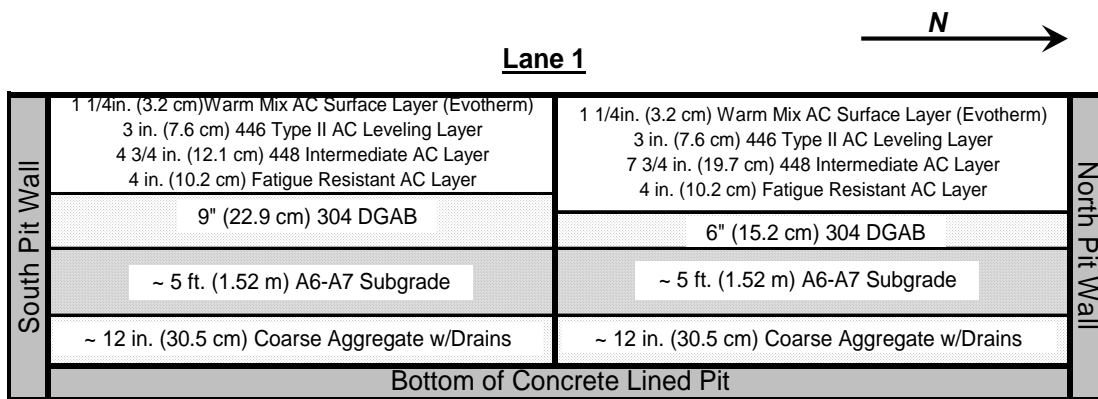 N
Lane 1
South Pit Wall
1 1/4in. (3.2 cm)Warm Mix AC Surface Layer (Evotherm)
3 in. (7.6 cm) 446 Type II AC Leveling Layer
4 3/4 in. (12.1 cm) 448 Intermediate AC Layer
4 in. (10.2 cm) Fatigue Resistant AC Layer
9" (22.9 cm) 304 DGAB
~ 5 ft. (1.52 m) A6-A7 Subgrade
~ 12 in. (30.5 cm) Coarse Aggregate w/Drains
1 1/4in. (3.2 cm) Warm Mix AC Surface Layer (Evotherm)
3 in. (7.6 cm) 446 Type II AC Leveling Layer
7 3/4 in. (19.7 cm) 448 Intermediate AC Layer
4 in. (10.2 cm) Fatigue Resistant AC Layer
6" (15.2 cm) 304 DGAB
~ 5 ft. (1.52 m) A6-A7 Subgrade
~ 12 in. (30.5 cm) Coarse Aggregate w/Drains
North Pit Wall
Bottom of Concrete Lined Pit